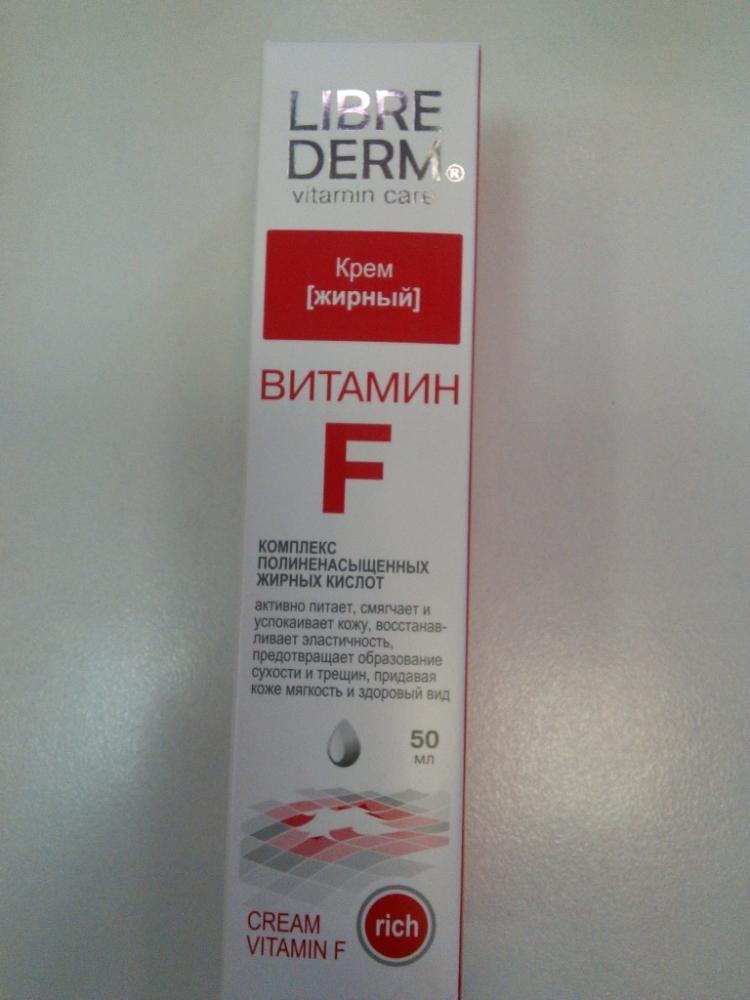 LIBRE
DERM®
vitamin care
Крем
[жирный]
ВИТАМИН
F
КОМПЛЕКС
ПОЛИНЕНАСЫЩЕННЫХ
ЖИРНЫХ КИСЛОТ
активно питает, смягчает и
успокаивает кожу, восстанав-
ливает эластичность,
предотвращает образование
сухости и трещин, придавая
коже мягкость и здоровый вид
50
мл
CREAM
VITAMIN F
rich